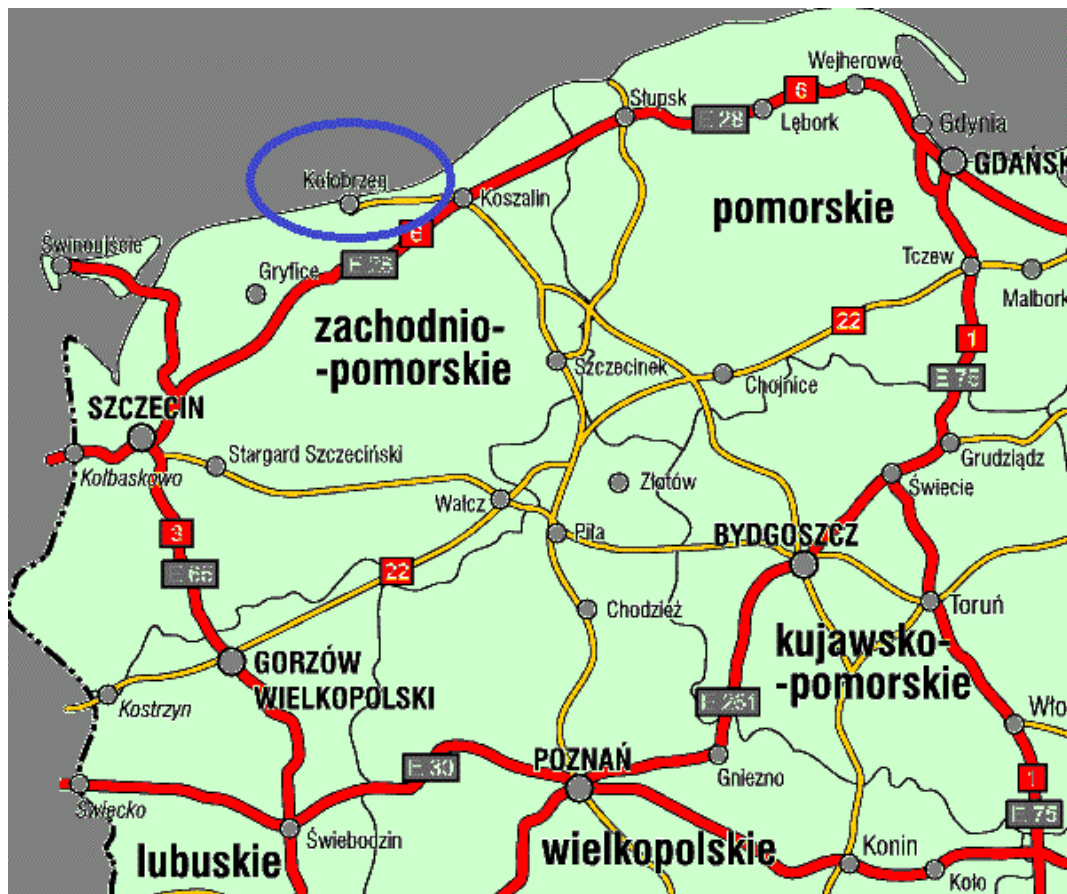 Wejherowo
6
Słupsk
E 28
Lębork
Gdynia
GDAŃSK
Kołobrzeg
Koszalin
pomorskie
6
Świnoujście
Gryfice
E 28
Tczew
Malbork
zachodnio-
-pomorskie
22
1
Szczecinek
Chojnice
E 75
SZCZECIN
Stargard Szczeciński
Grudziądz
Kołbaskowo
Złotów
Świecie
Wałcz
3
Piła
BYDGOSZCZ
E 65
22
Chodzież
Toruń
kujawsko-
-pomorskie
GORZÓW
WIELKOPOLSKI
Kostrzyn
E 261
Wło
E 30
POZNAŃ
Gniezno
1
Świecko
E 75
Świebodzin
lubuskie
wielkopolskie
Konin
Koło